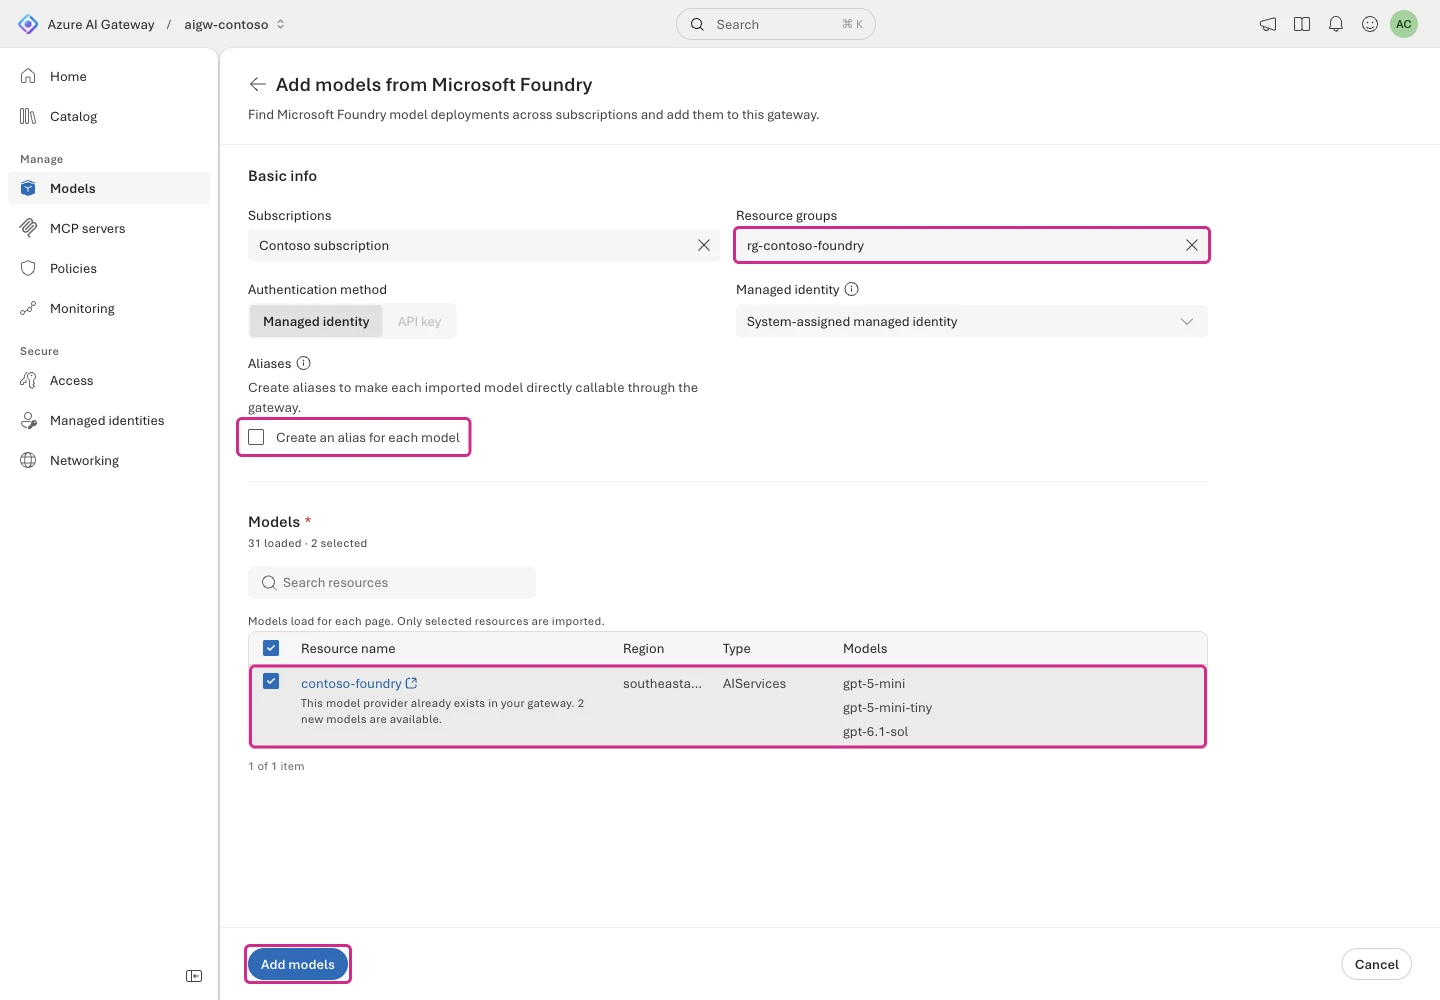 Azure AI Gateway / aigw-contoso
Search ⌘ K
AC
Home
Catalog
Manage
Models
MCP servers
Policies
Monitoring
Secure
Access
Managed identities
Networking
Add models from Microsoft Foundry
Find Microsoft Foundry model deployments across subscriptions and add them to this gateway.
Basic info
Subscriptions
Contoso subscription
Resource groups
rg-contoso-foundry
Authentication method
Managed identity API key
Managed identity
System-assigned managed identity
Aliases
Create aliases to make each imported model directly callable through the
gateway.
Create an alias for each model
Models *
31 loaded · 2 selected
Search resources
Models load for each page. Only selected resources are imported.
Resource name Region Type Models
contoso-foundry southeasta... AIServices gpt-5-mini
This model provider already exists in your gateway. 2
new models are available.
gpt-5-mini-tiny
gpt-6.1-sol
1 of 1 item
Add models
Cancel